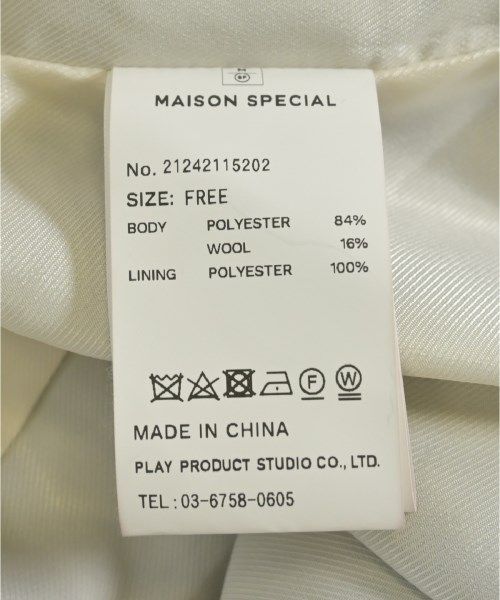 MAISON SPECIAL
No. 21242115202
SIZE: FREE
BODY POLYESTER 84%
WOOL 16%
LINING POLYESTER 100%
F W
MADE IN CHINA
PLAY PRODUCT STUDIO CO., LTD.
TEL : 03-6758-0605